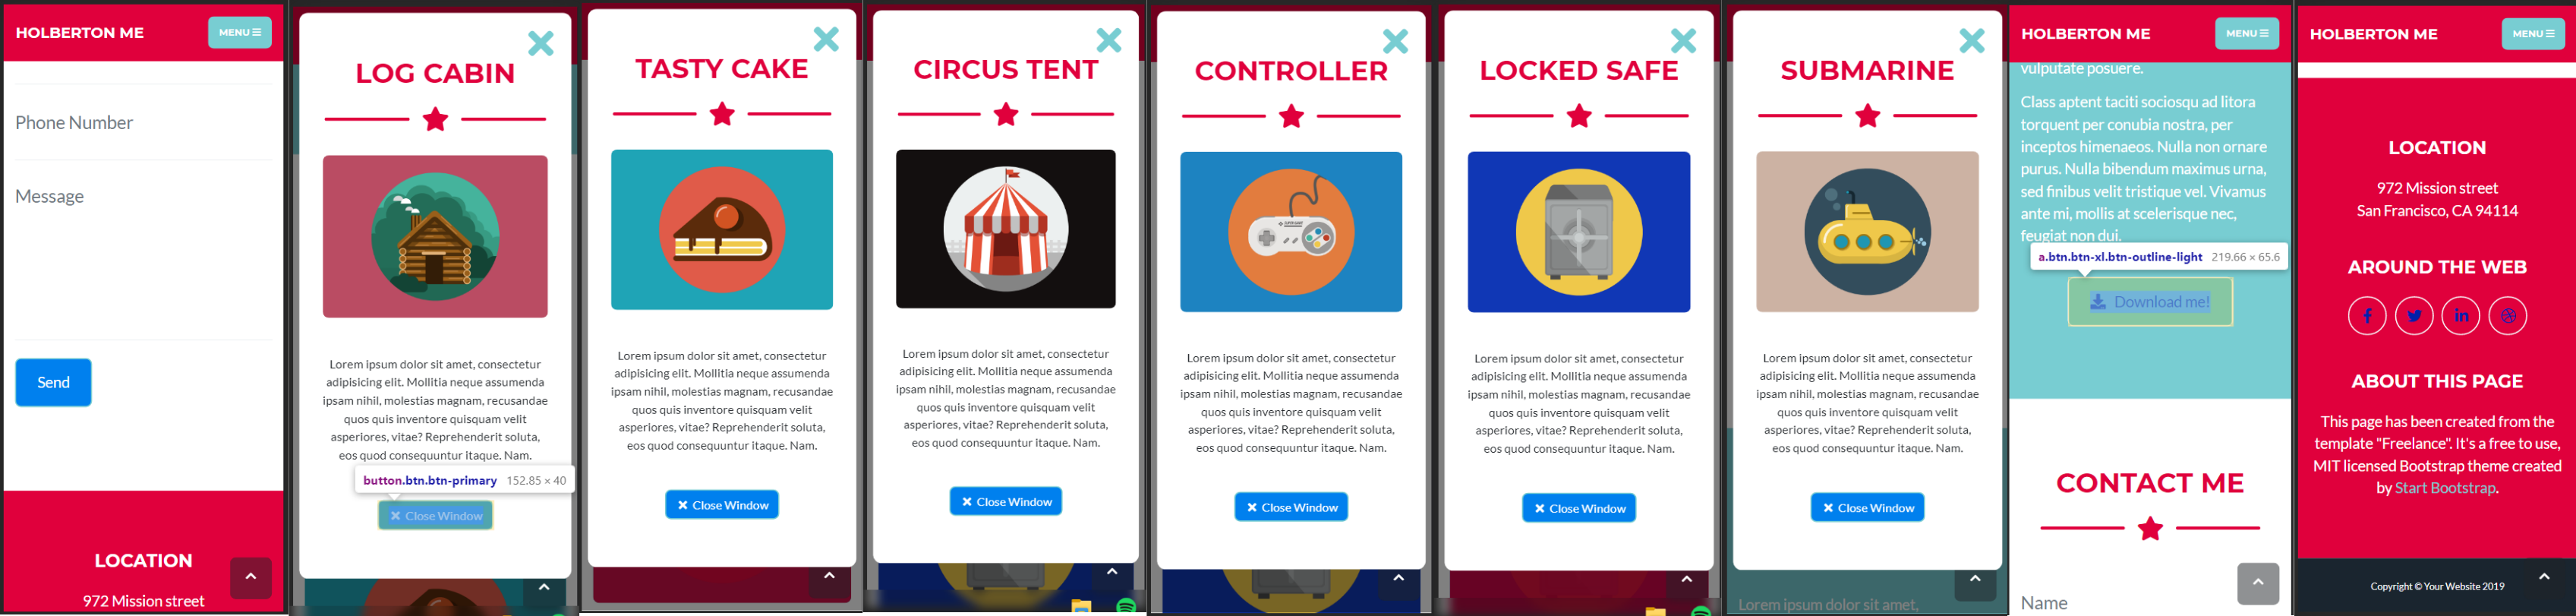 HOLBERTON ME
MENU
Phone Number
Message
Send
LOCATION
972 Mission street
LOG CABIN
Lorem ipsum dolor sit amet, consectetur
adipisicing elit. Mollitia neque assumenda
ipsam nihil, molestias magnam, recusandae
quos quis inventore quisquam velit
asperiores, vitae? Reprehenderit soluta,
eos quod consequuntur itaque. Nam.
button.btn.btn-primary 152.85 × 40
Close Window
TASTY CAKE
Lorem ipsum dolor sit amet, consectetur
adipisicing elit. Mollitia neque assumenda
ipsam nihil, molestias magnam, recusandae
quos quis inventore quisquam velit
asperiores, vitae? Reprehenderit soluta,
eos quod consequuntur itaque. Nam.
Close Window
CIRCUS TENT
Lorem ipsum dolor sit amet, consectetur
adipisicing elit. Mollitia neque assumenda
ipsam nihil, molestias magnam, recusandae
quos quis inventore quisquam velit
asperiores, vitae? Reprehenderit soluta,
eos quod consequuntur itaque. Nam.
Close Window
CONTROLLER
Lorem ipsum dolor sit amet, consectetur
adipisicing elit. Mollitia neque assumenda
ipsam nihil, molestias magnam, recusandae
quos quis inventore quisquam velit
asperiores, vitae? Reprehenderit soluta,
eos quod consequuntur itaque. Nam.
Close Window
LOCKED SAFE
Lorem ipsum dolor sit amet, consectetur
adipisicing elit. Mollitia neque assumenda
ipsam nihil, molestias magnam, recusandae
quos quis inventore quisquam velit
asperiores, vitae? Reprehenderit soluta,
eos quod consequuntur itaque. Nam.
Close Window
SUBMARINE
Lorem ipsum dolor sit amet, consectetur
adipisicing elit. Mollitia neque assumenda
ipsam nihil, molestias magnam, recusandae
quos quis inventore quisquam velit
asperiores, vitae? Reprehenderit soluta,
eos quod consequuntur itaque. Nam.
Close Window
Lorem ipsum dolor sit amet,
HOLBERTON ME
MENU
vulputate posuere.
Class aptent taciti sociosqu ad litora
torquent per conubia nostra, per
inceptos himenaeos. Nulla non ornare
purus. Nulla bibendum maximus urna,
sed finibus velit tristique vel. Vivamus
ante mi, mollis at scelerisque nec,
feugiat non dui.
a.btn.btn-xl.btn-outline-light 219.66 × 65.6
Download me!
CONTACT ME
Name
HOLBERTON ME
MENU
LOCATION
972 Mission street
San Francisco, CA 94114
AROUND THE WEB
ABOUT THIS PAGE
This page has been created from the
template "Freelance". It's a free to use,
MIT licensed Bootstrap theme created
by Start Bootstrap.
Copyright © Your Website 2019